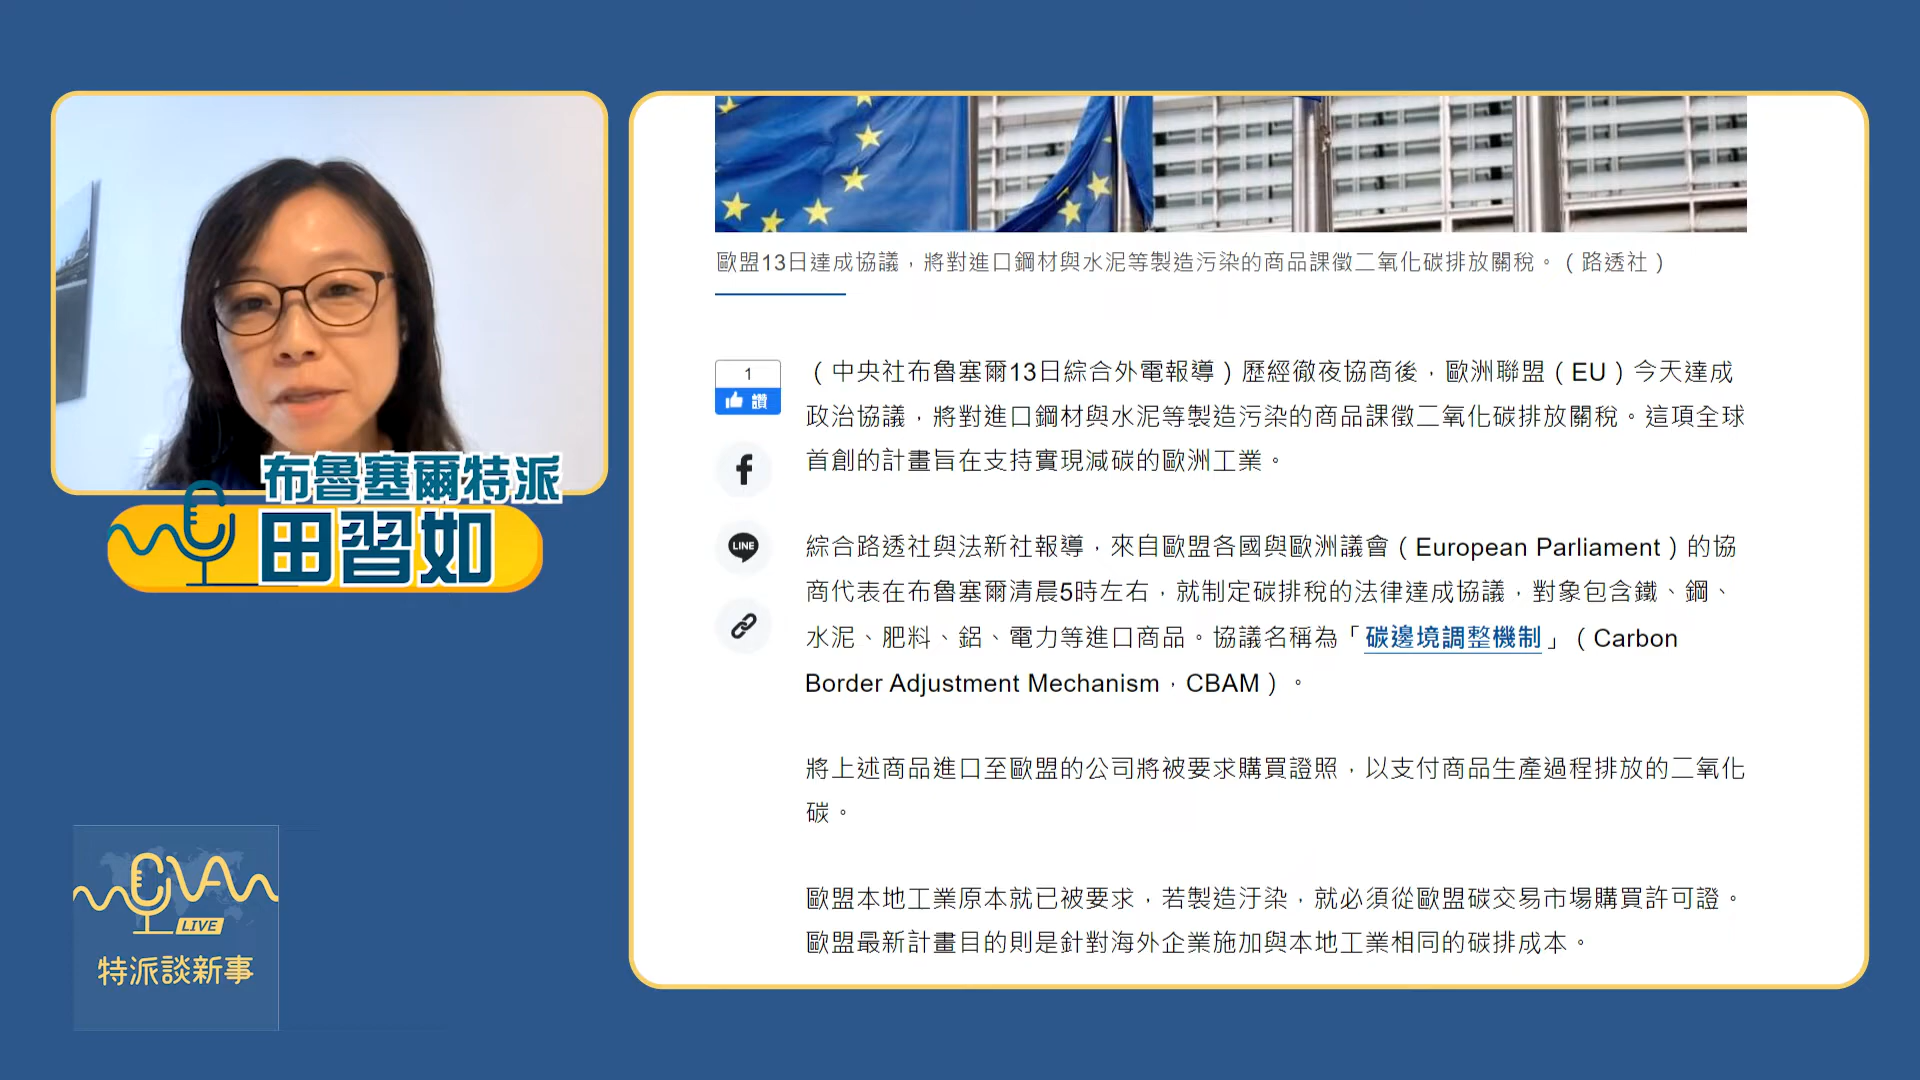 布魯塞爾特派
田習如
CNA
LIVE
特派談新事
歐盟13日達成協議，將對進口鋼材與水泥等製造污染的商品課徵二氧化碳排放關稅。（路透社）
1
讚
LINE
（中央社布魯塞爾13日綜合外電報導）歷經徹夜協商後，歐洲聯盟（EU）今天達成
政治協議，將對進口鋼材與水泥等製造污染的商品課徵二氧化碳排放關稅。這項全球
首創的計畫旨在支持實現減碳的歐洲工業。
綜合路透社與法新社報導，來自歐盟各國與歐洲議會（European Parliament）的協
商代表在布魯塞爾清晨5時左右，就制定碳排稅的法律達成協議，對象包含鐵、鋼、
水泥、肥料、鋁、電力等進口商品。協議名稱為「碳邊境調整機制」（Carbon
Border Adjustment Mechanism，CBAM）。
將上述商品進口至歐盟的公司將被要求購買證照，以支付商品生產過程排放的二氧化
碳。
歐盟本地工業原本就已被要求，若製造汙染，就必須從歐盟碳交易市場購買許可證。
歐盟最新計畫目的則是針對海外企業施加與本地工業相同的碳排成本。